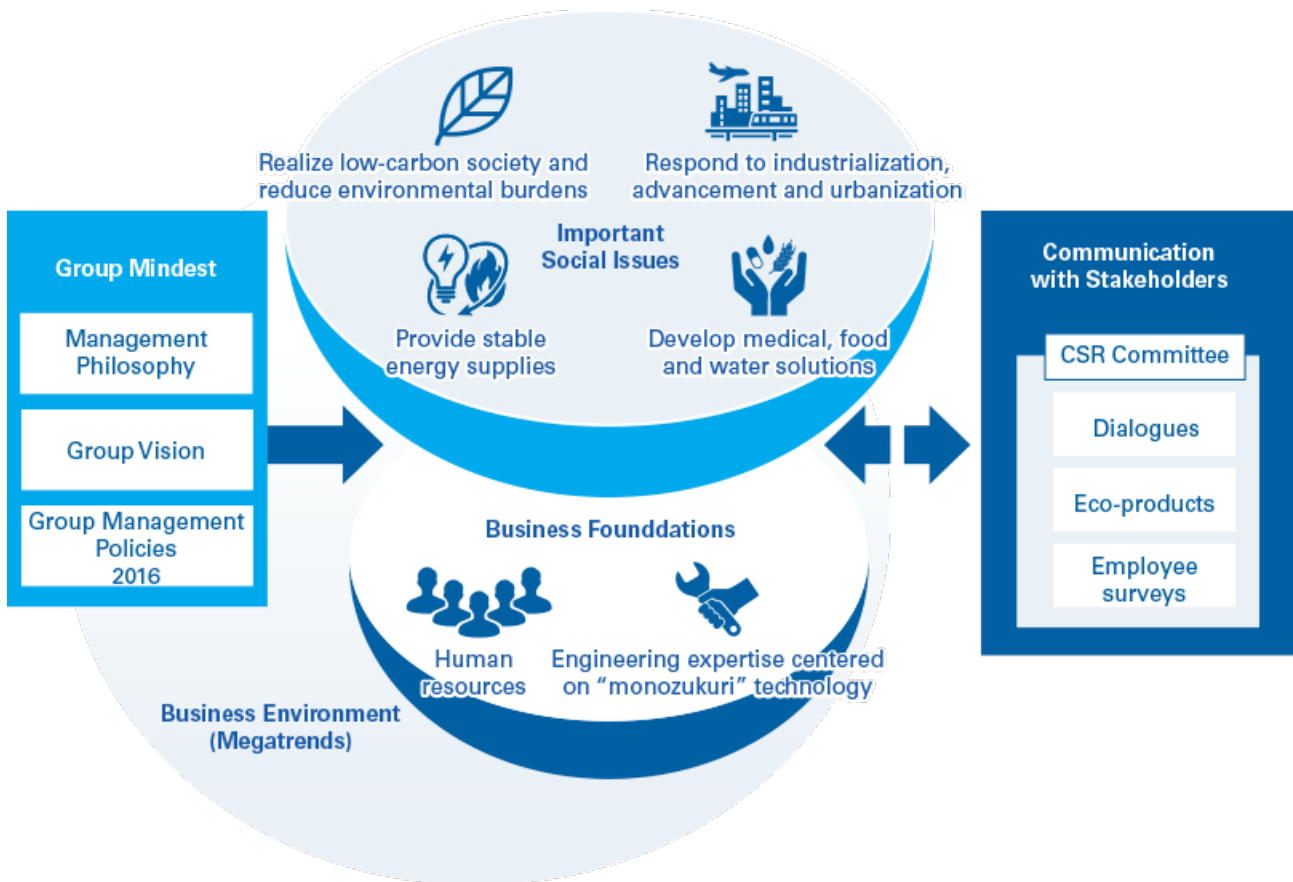 Realize low-carbon society and
reduce environmental burdens
Respond to industrialization,
advancement and urbanization
Important
Social Issues
Provide stable
energy supplies
Develop medical, food
and water solutions
Group Mindest
Management
Philosophy
Group Vision
Group Management
Policies
2016
Communication
with Stakeholders
CSR Committee
Dialogues
Eco-products
Employee
surveys
Business Founddations
Human
resources
Engineering expertise centered
on “monozukuri” technology
Business Environment
(Megatrends)